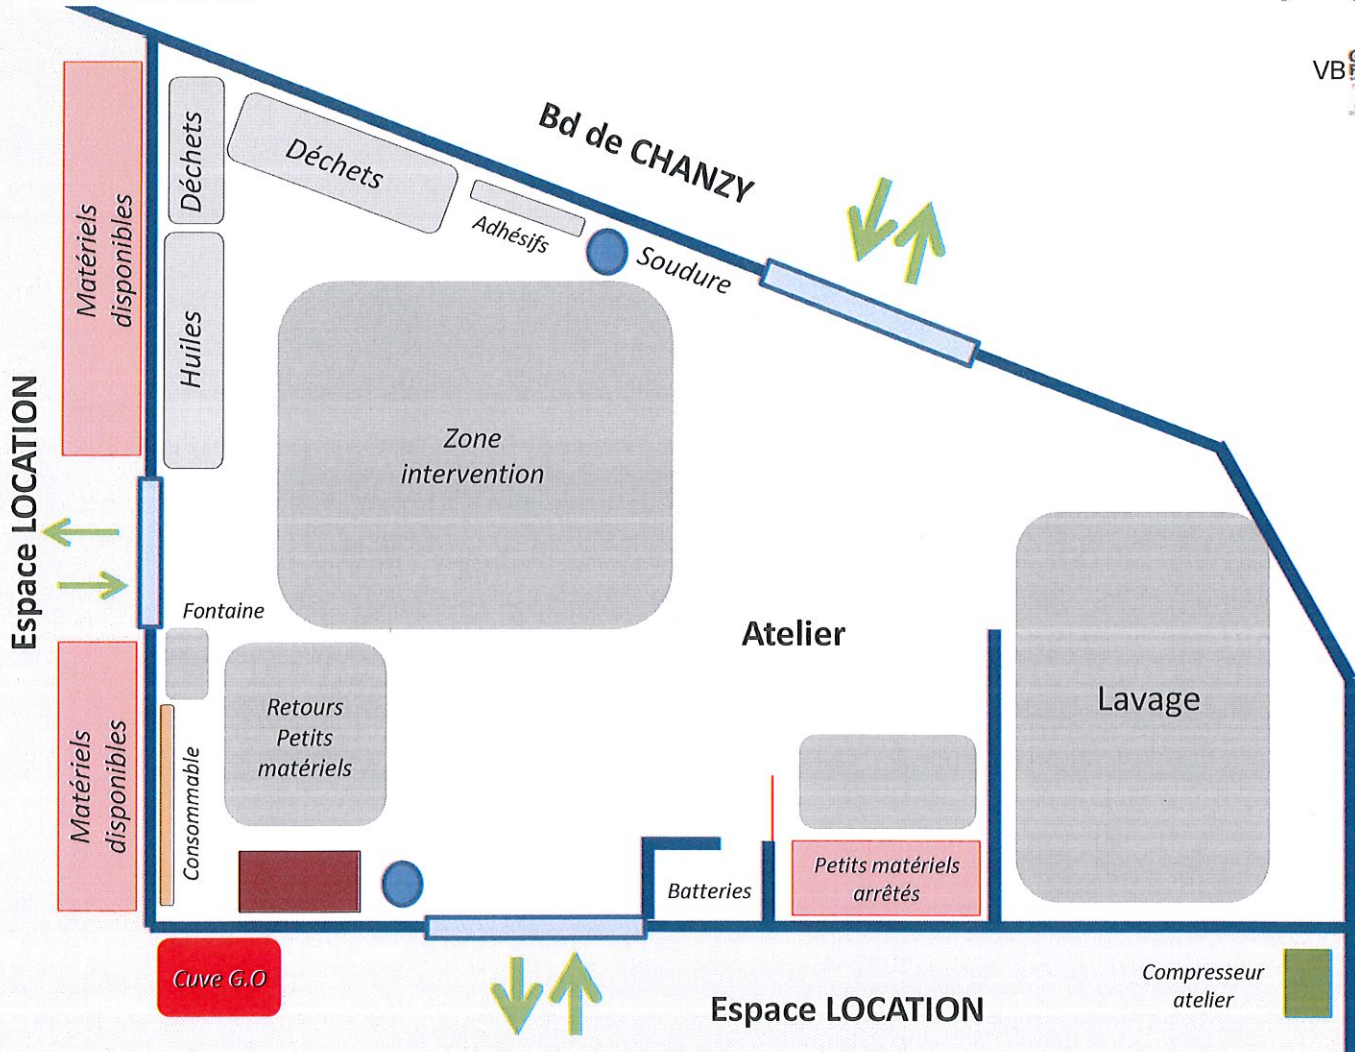 VB
Bd de CHANZY
Déchets
Déchets
Adhésifs
Soudure
Matériels
disponibles
Huiles
Zone
intervention
Espace LOCATION
Fontaine
Atelier
Lavage
Retours
Petits
matériels
Matériels
disponibles
Consommable
Petits matériels
arrêtés
Batteries
Cuve G.O
Compresseur
atelier
Espace LOCATION